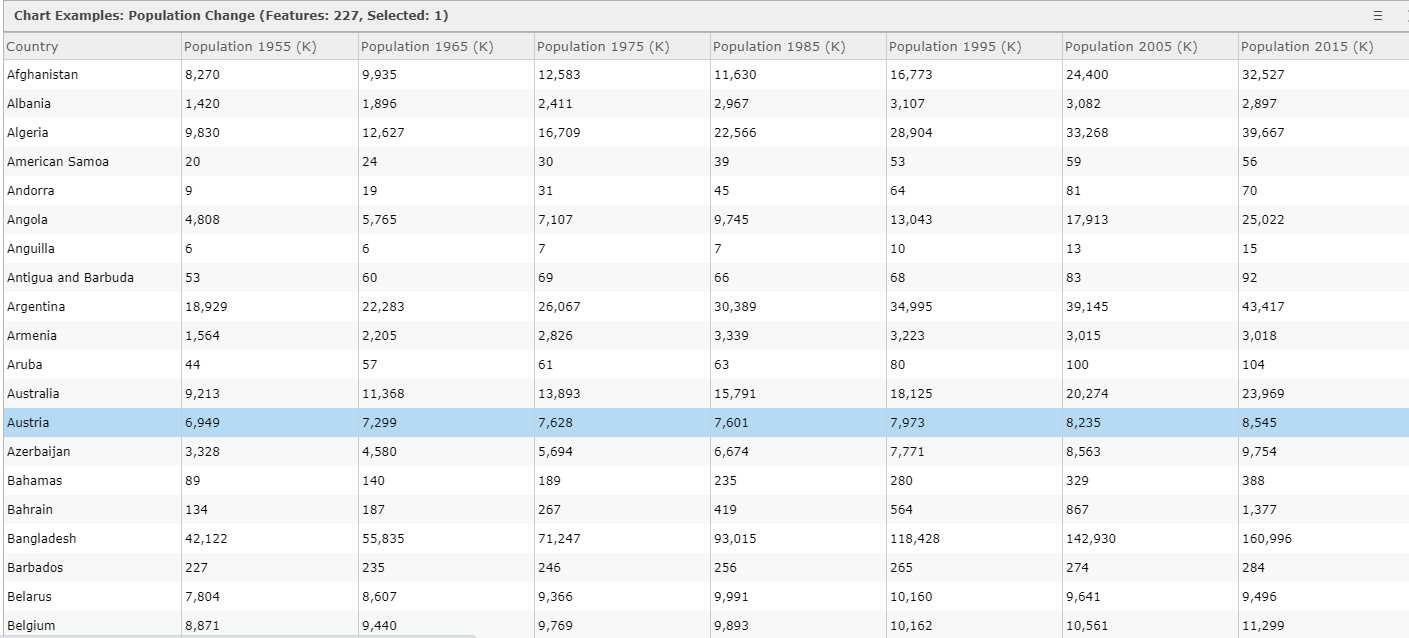 Chart Examples: Population Change (Features: 227, Selected: 1)
Country Population 1955 (K) Population 1965 (K) Population 1975 (K) Population 1985 (K) Population 1995 (K) Population 2005 (K) Population 2015 (K)
Afghanistan 8,270 9,935 12,583 11,630 16,773 24,400 32,527
Albania 1,420 1,896 2,411 2,967 3,107 3,082 2,897
Algeria 9,830 12,627 16,709 22,566 28,904 33,268 39,667
American Samoa 20 24 30 39 53 59 56
Andorra 9 19 31 45 64 81 70
Angola 4,808 5,765 7,107 9,745 13,043 17,913 25,022
Anguilla 6 6 7 7 10 13 15
Antigua and Barbuda 53 60 69 66 68 83 92
Argentina 18,929 22,283 26,067 30,389 34,995 39,145 43,417
Armenia 1,564 2,205 2,826 3,339 3,223 3,015 3,018
Aruba 44 57 61 63 80 100 104
Australia 9,213 11,368 13,893 15,791 18,125 20,274 23,969
Austria 6,949 7,299 7,628 7,601 7,973 8,235 8,545
Azerbaijan 3,328 4,580 5,694 6,674 7,771 8,563 9,754
Bahamas 89 140 189 235 280 329 388
Bahrain 134 187 267 419 564 867 1,377
Bangladesh 42,122 55,835 71,247 93,015 118,428 142,930 160,996
Barbados 227 235 246 256 265 274 284
Belarus 7,804 8,607 9,366 9,991 10,160 9,641 9,496
Belgium 8,871 9,440 9,769 9,893 10,162 10,561 11,299